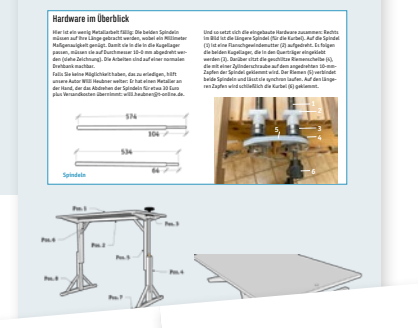 Hardware im Überblick
Hier ist ein wenig Metallarbeit fällig: Die beiden Spindeln
müssen auf ihre Länge gebracht werden, wobei ein Millimeter
Maßgenauigkeit genügt. Damit sie in die in die Kugellager
passen, müssen sie auf Durchmesser 10-0 mm abgedreht wer-
den (siehe Zeichnung). Die Arbeiten sind auf einer normalen
Drehbank machbar.
Falls Sie keine Möglichkeit haben, das zu erledigen, hilft
unsere Autor Willi Heubner weiter: Er hat einen Metaller an
der Hand, der das Abdrehen der Spindeln für etwa 30 Euro
plus Versandkosten übernimmt: willi.heubner@t-online.de.
574
104
534
64
Spindeln
Und so setzt sich die eingebaute Hardware zusammen: Rechts
im Bild ist die längere Spindel (für die Kurbel). Auf die Spindel
(1) ist eine Flanschgewindemutter (2) aufgedreht. Es folgen
die beiden Kugellager, die in den Querträger eingeklebt
werden (3). Darüber sitzt die geschlitzte Riemenscheibe (4),
die mit einer Zylinderschraube auf dem angedrehten 10-mm-
Zapfen der Spindel geklemmt wird. Der Riemen (5) verbindet
beide Spindeln und lässt sie synchron laufen. Auf den länge-
ren Zapfen wird schließlich die Kurbel (6) geklemmt.
1
2
3
4
5
6
Pos. 1
Pos. 3
Pos. 6
Pos. 2
Pos. 5
Pos. 4
Pos. 8
Pos. 7